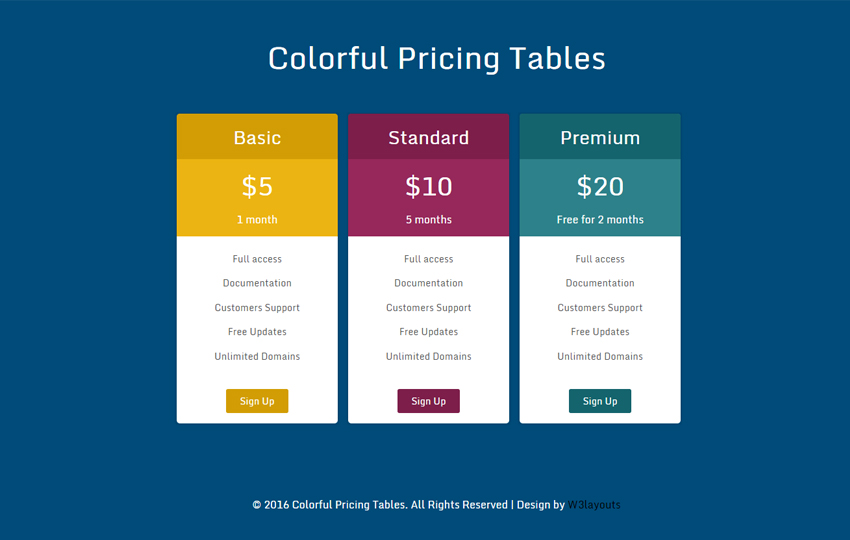 Colorful Pricing Tables
Basic
$5
1 month
Full access
Documentation
Customers Support
Free Updates
Unlimited Domains
Sign Up
Standard
$10
5 months
Full access
Documentation
Customers Support
Free Updates
Unlimited Domains
Sign Up
Premium
$20
Free for 2 months
Full access
Documentation
Customers Support
Free Updates
Unlimited Domains
Sign Up
© 2016 Colorful Pricing Tables. All Rights Reserved | Design by W3layouts